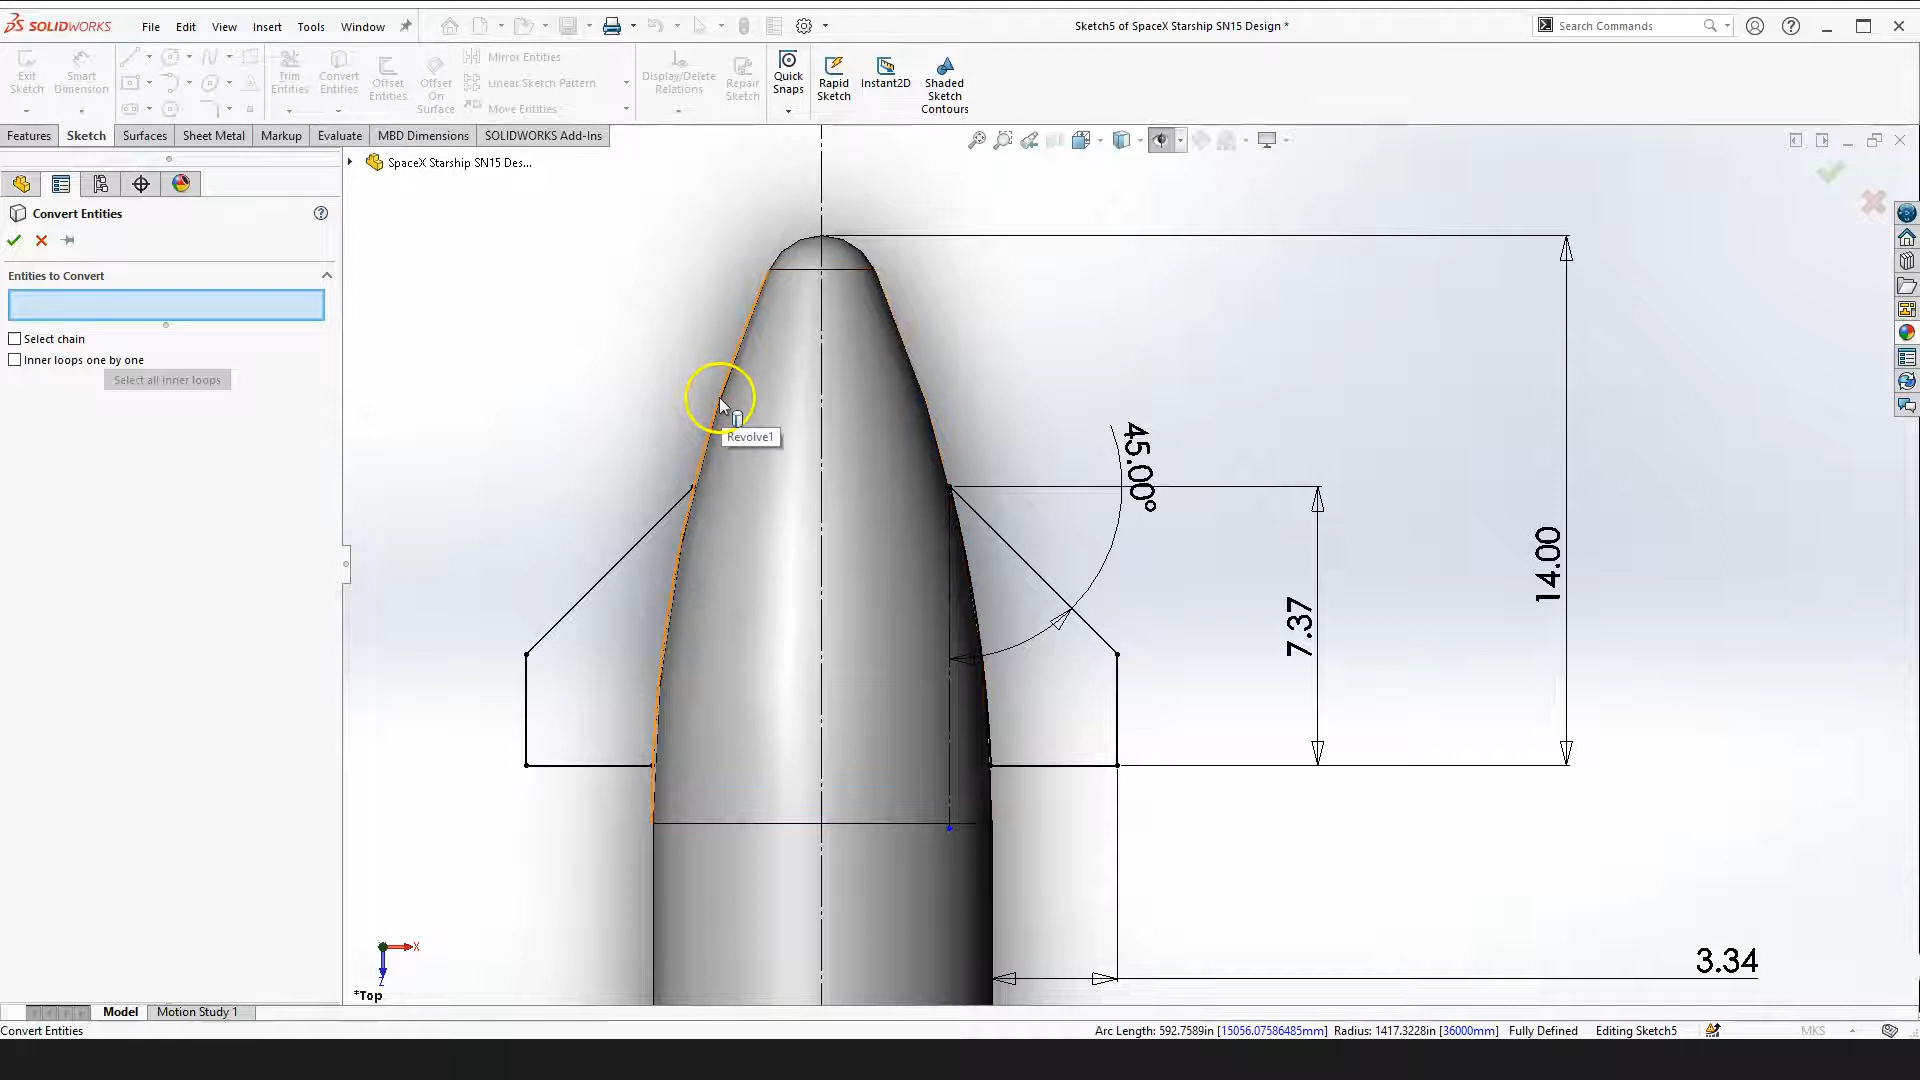 SOLIDWORKS File Edit View Insert Tools Window Sketch5 of SpaceX Starship SN15 Design * Search Commands
Exit Sketch
Smart Dimension
Trim Entities
Convert Entities
Offset Entities
Offset On Surface
Mirror Entities
Linear Sketch Pattern
Move Entities
Display/Delete Relations
Repair Sketch
Quick Snaps
Rapid Sketch
Instant2D
Shaded Sketch Contours
Features Sketch Surfaces Sheet Metal Markup Evaluate MBD Dimensions SOLIDWORKS Add-Ins
SpaceX Starship SN15 Des...
Convert Entities
Entities to Convert
Select chain
Inner loops one by one
Select all inner loops
Revolve1
45.00°
7.37
14.00
3.34
X
Z
*Top
Model Motion Study 1
Convert Entities Arc Length: 592.7589in [15056.07586485mm] Radius: 1417.3228in [36000mm] Fully Defined Editing Sketch5 MKS